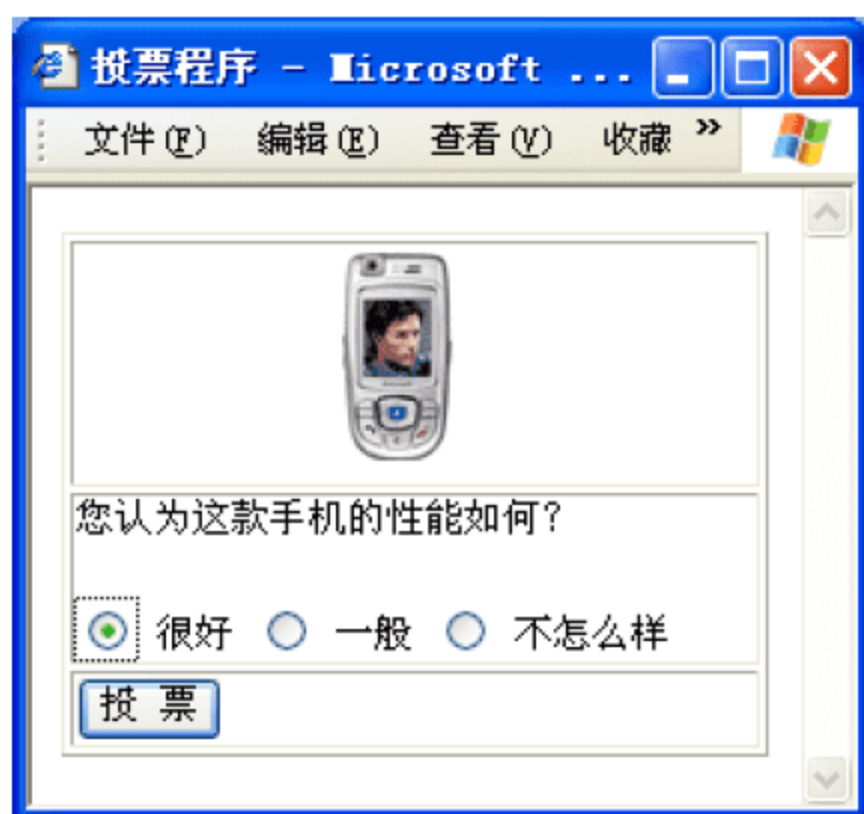 投票程序 - Microsoft ...
文件(F) 编辑(E) 查看(V) 收藏 »
您认为这款手机的性能如何?
很好 一般 不怎么样
投 票